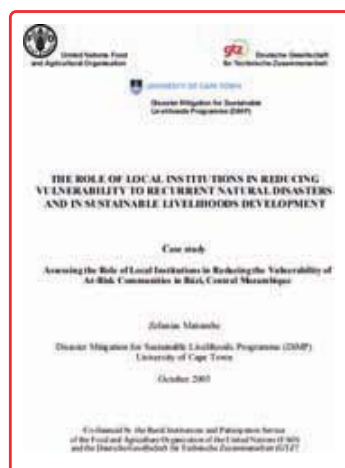 United Nations Food
and Agricultural Organisation
gtz Deutsche Gesellschaft
für Technische Zusammenarbeit
UNIVERSITY OF CAPE TOWN
Disaster Mitigation for Sustainable
Livelihoods Programme (DiMP)
THE ROLE OF LOCAL INSTITUTIONS IN REDUCING
VULNERABILITY TO RECURRENT NATURAL DISASTERS
AND IN SUSTAINABLE LIVELIHOODS DEVELOPMENT
Case study
Assessing the Role of Local Institutions in Reducing the Vulnerability of
At-Risk Communities in Búzi, Central Mozambique
Zefanias Matsimbe
Disaster Mitigation for Sustainable Livelihoods Programme (DiMP)
University of Cape Town
October 2003
Co-financed by the Rural Institutions and Participation Service
of the Food and Agriculture Organization of the United Nations (FAO)
and the Deutsche Gesellschaft für Technische Zusammenarbeit (GTZ)